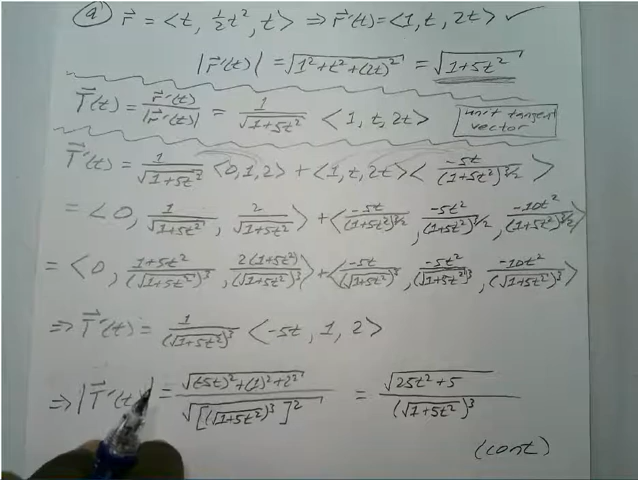 (a) r⃗ = <t, ½t², t> ⇒ r⃗'(t) = <1, t, 2t> ✓
|r⃗'(t)| = √(1² + t² + (2t)²) = √(1+5t²)
T⃗(t) = r⃗'(t)/|r⃗'(t)| = 1/√(1+5t²) <1, t, 2t> unit tangent vector
T⃗'(t) = 1/√(1+5t²) <0, 1, 2> + <1, t, 2t> < -5t/(1+5t²)^(3/2) >
= <0, 1/√(1+5t²), 2/√(1+5t²)> + <-5t/(1+5t²)^(3/2), -5t²/(1+5t²)^(3/2), -10t²/(1+5t²)^(3/2)>
= <0, 1+5t²/(√(1+5t²))³, 2(1+5t²)/(√(1+5t²))³> + <-5t/(√(1+5t²))³, -5t²/(√(1+5t²))³, -10t²/(√(1+5t²))³>
⇒ T⃗'(t) = 1/(√(1+5t²))³ <-5t, 1, 2>
⇒ |T⃗'(t)| = √((-5t)² + (1)² + 2²)/√([(√(1+5t²))³]²) = √(25t² + 5)/(√(1+5t²))³
(cont)